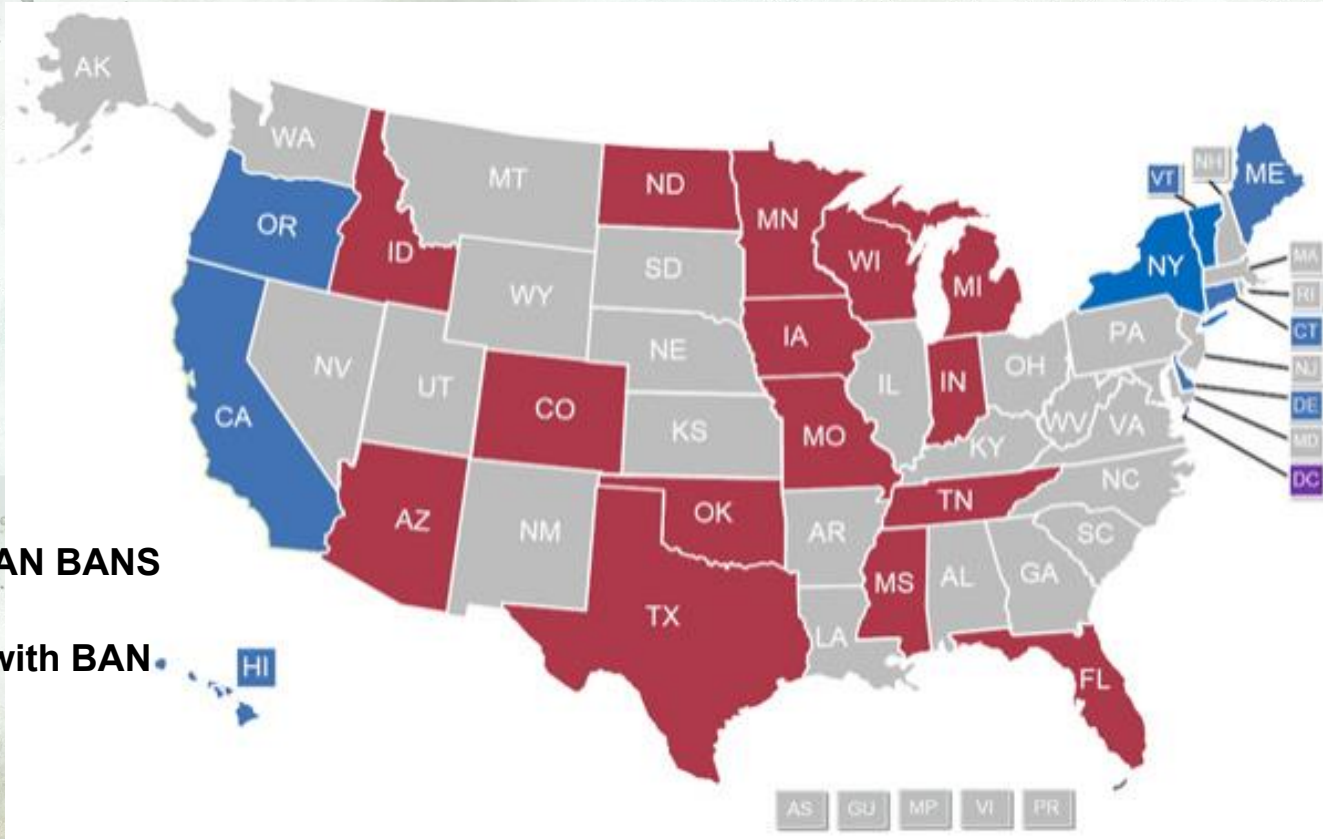 AK
WA
MT
ND
MN
VT
NH
ME
OR
ID
SD
WI
MI
NY
WY
MA
RI
CT
NJ
DE
MD
DC
NE
IA
PA
NV
UT
CO
KS
IL
IN
OH
CA
MO
KY
WV
VA
AZ
NM
OK
AR
TN
NC
SC
MS
AL
GA
TX
LA
FL
AN BANS
with BAN
HI
AS GU MP VI PR